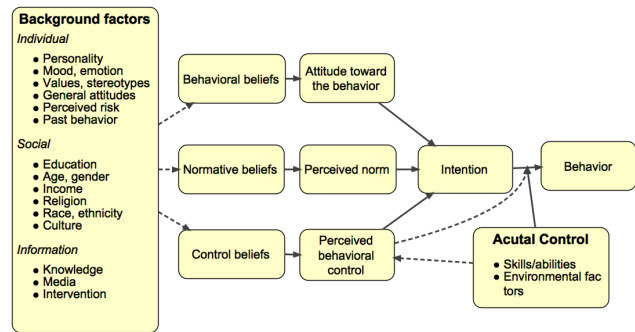 Background factors
Individual
● Personality
● Mood, emotion
● Values, stereotypes
● General attitudes
● Perceived risk
● Past behavior
Social
● Education
● Age, gender
● Income
● Religion
● Race, ethnicity
● Culture
Information
● Knowledge
● Media
● Intervention
Behavioral beliefs
Attitude toward
the behavior
Normative beliefs
Perceived norm
Intention
Behavior
Control beliefs
Perceived
behavioral
control
Acutal Control
● Skills/abilities
● Environmental fac
tors